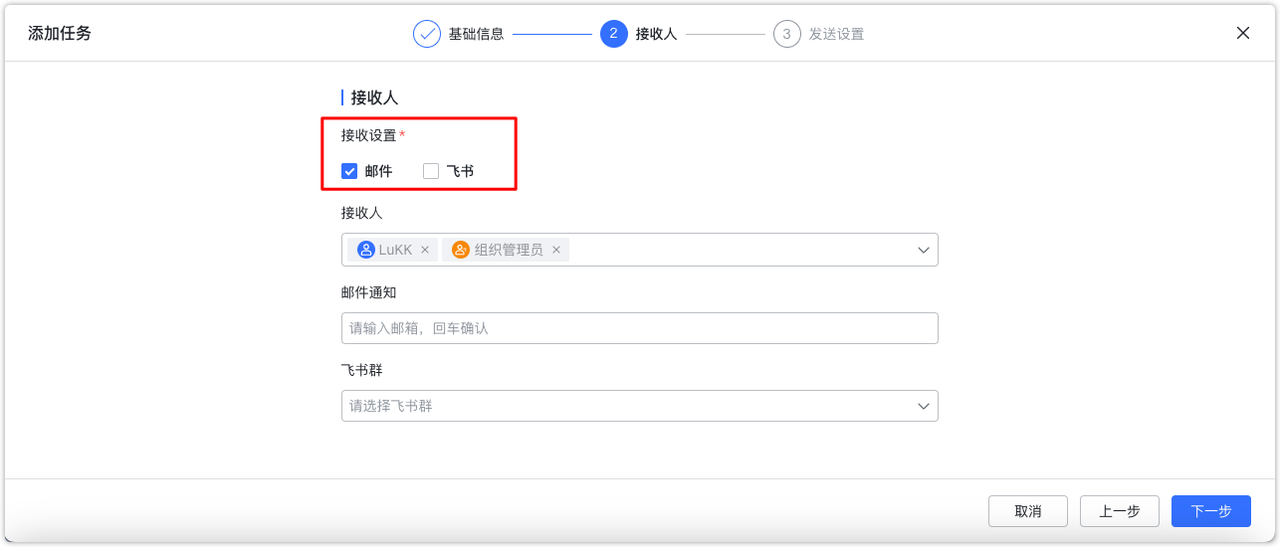 添加任务
基础信息
2 接收人
3 发送设置
接收人
接收设置*
邮件 飞书
接收人
LuKK × 组织管理员 ×
邮件通知
请输入邮箱，回车确认
飞书群
请选择飞书群
取消 上一步 下一步